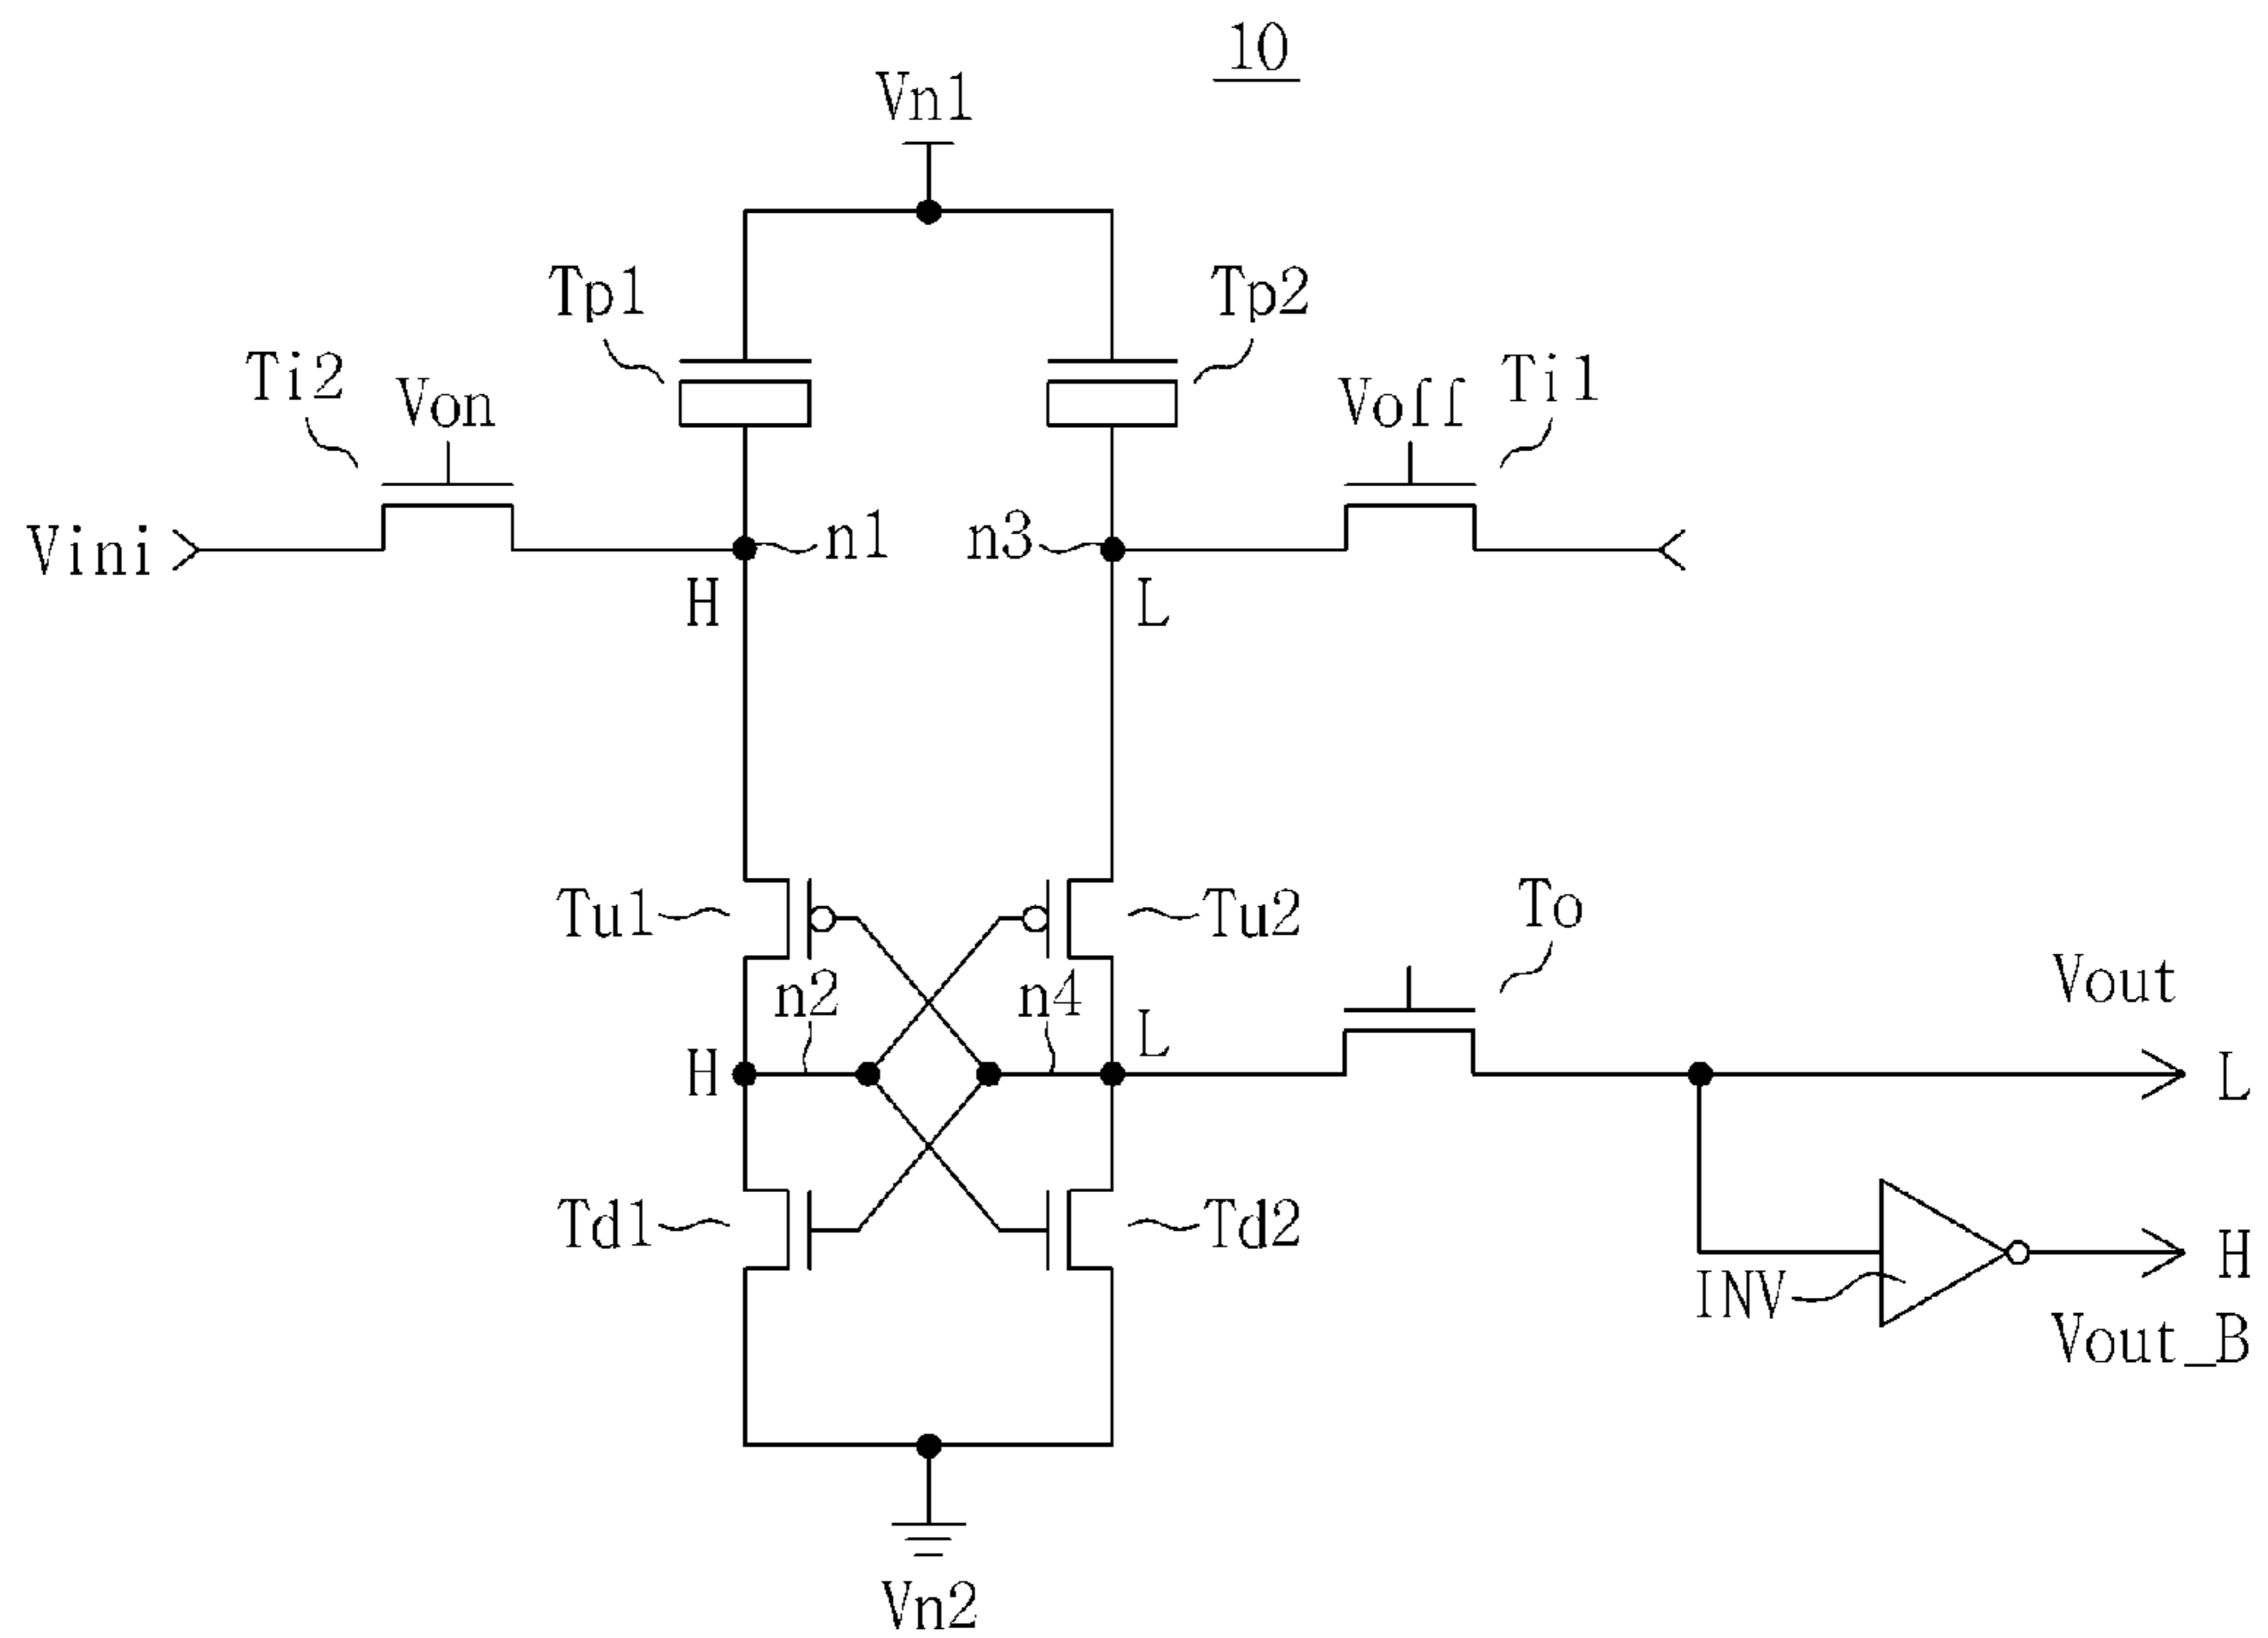 10
Vn1
Tp1
Tp2
Ti2
Von
Voff
Ti1
Vini
n1
n3
H
L
Tu1
Tu2
To
n2
n4
Vout
H
L
L
Td1
Td2
INV
H
Vout_B
Vn2